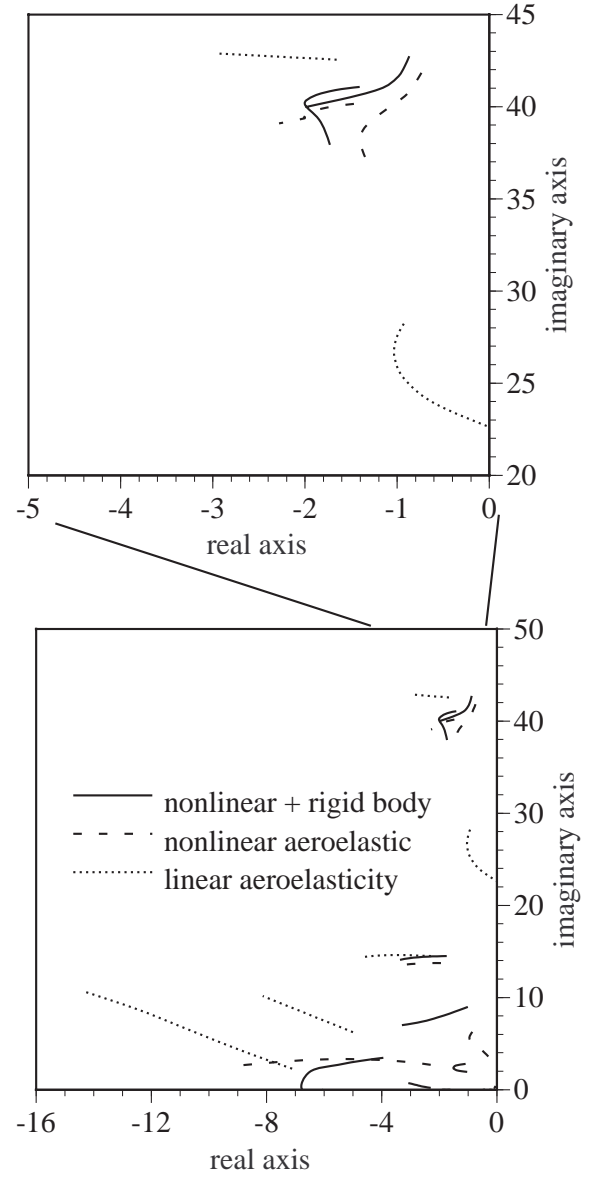 45
40
35
30
25
20
imaginary axis
-5 -4 -3 -2 -1 0
real axis
50
40
30
20
10
0
imaginary axis
nonlinear + rigid body
nonlinear aeroelastic
linear aeroelasticity
-16 -12 -8 -4 0
real axis